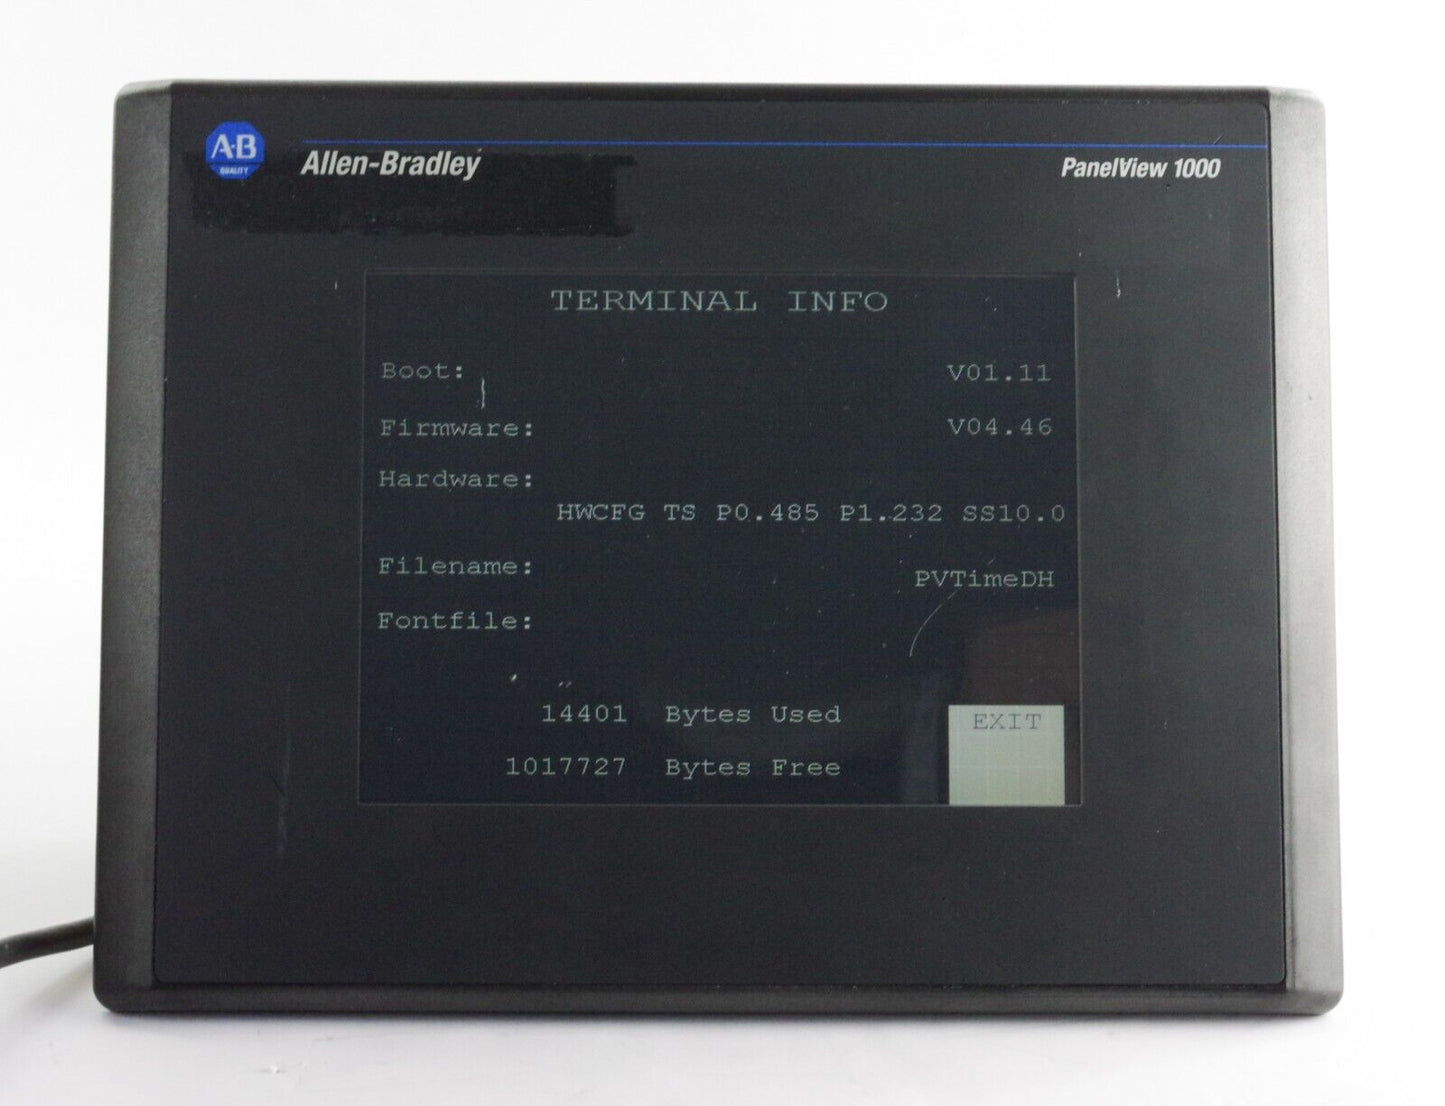 A·B
QUALITY
Allen-Bradley
PanelView 1000
TERMINAL INFO
Boot: V01.11
Firmware: V04.46
Hardware:
HWCFG TS P0.485 P1.232 SS10.0
Filename: PVTimeDH
Fontfile:
14401 Bytes Used
EXIT
1017727 Bytes Free